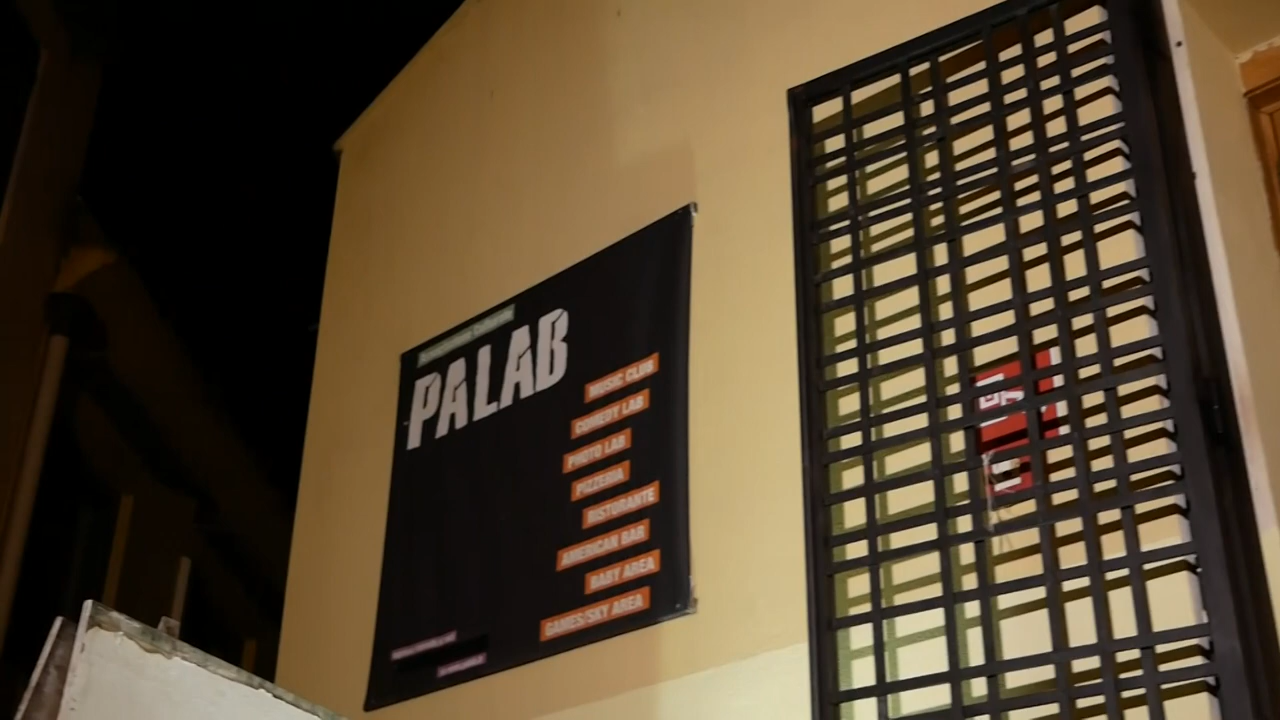 PALAB
MUSIC CLUB
COMEDY LAB
PHOTO LAB
PIZZERIA
RISTORANTE
AMERICAN BAR
BABY AREA
GAMES/SKY AREA